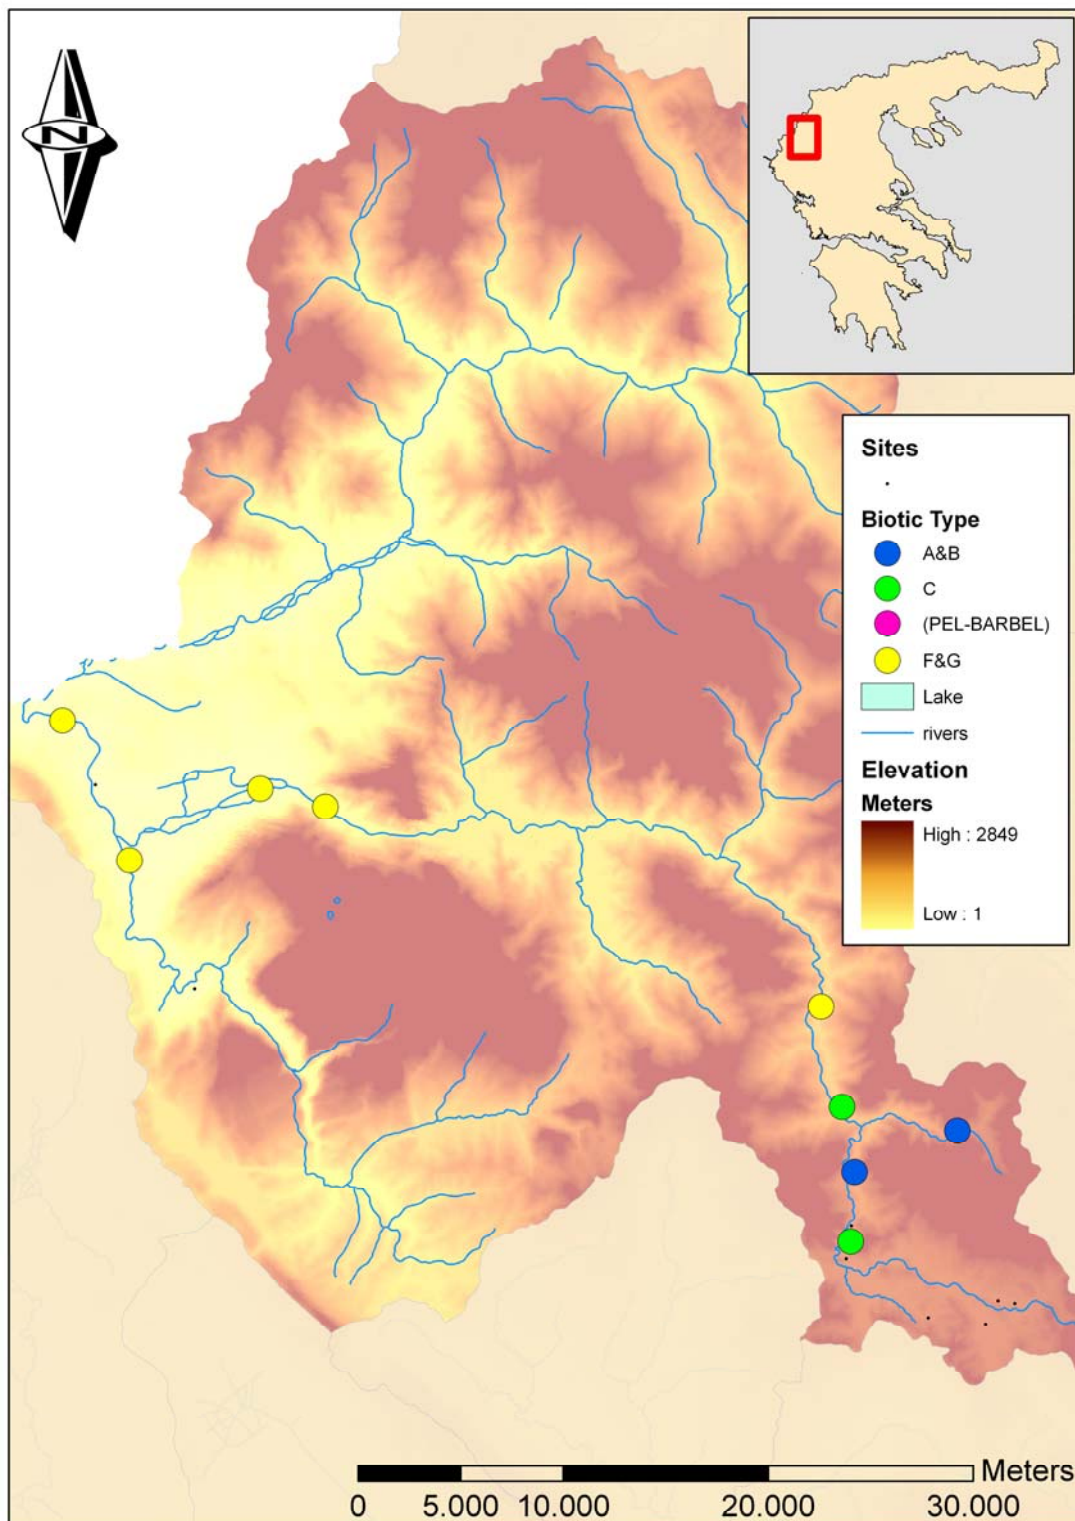 N
Sites
Biotic Type
A&B
C
(PEL-BARBEL)
F&G
Lake
rivers
Elevation
Meters
High : 2849
Low : 1
Meters
0 5.000 10.000 20.000 30.000